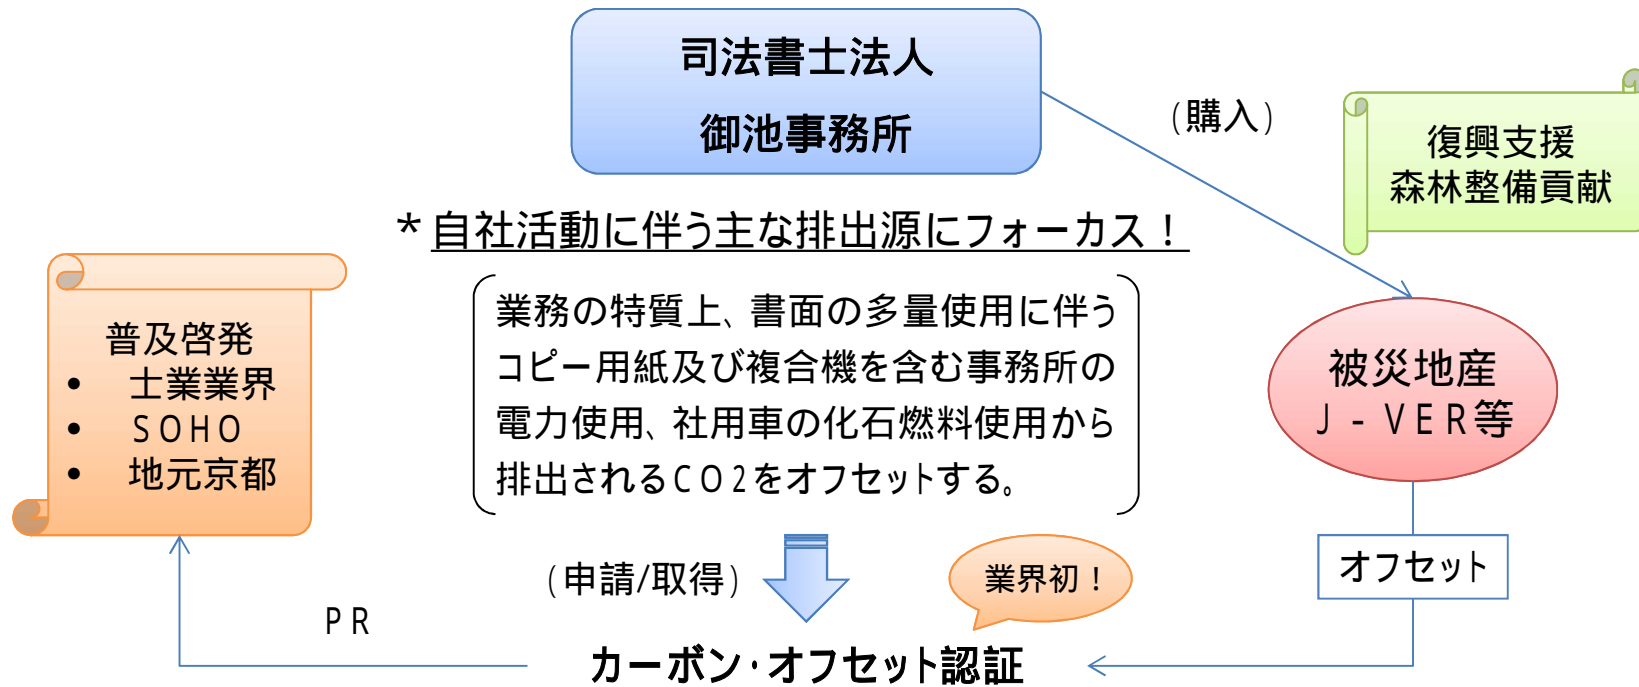 司法書士法人
御池事務所
(購入)
復興支援
森林整備貢献
*自社活動に伴う主な排出源にフォーカス！
業務の特質上、書面の多量使用に伴う
コピー用紙及び複合機を含む事務所の
電力使用、社用車の化石燃料使用から
排出されるCO2をオフセットする。
普及啓発
• 士業業界
• SOHO
• 地元京都
被災地産
J-VER等
オフセット
(申請/取得)
業界初！
PR
カーボン・オフセット認証